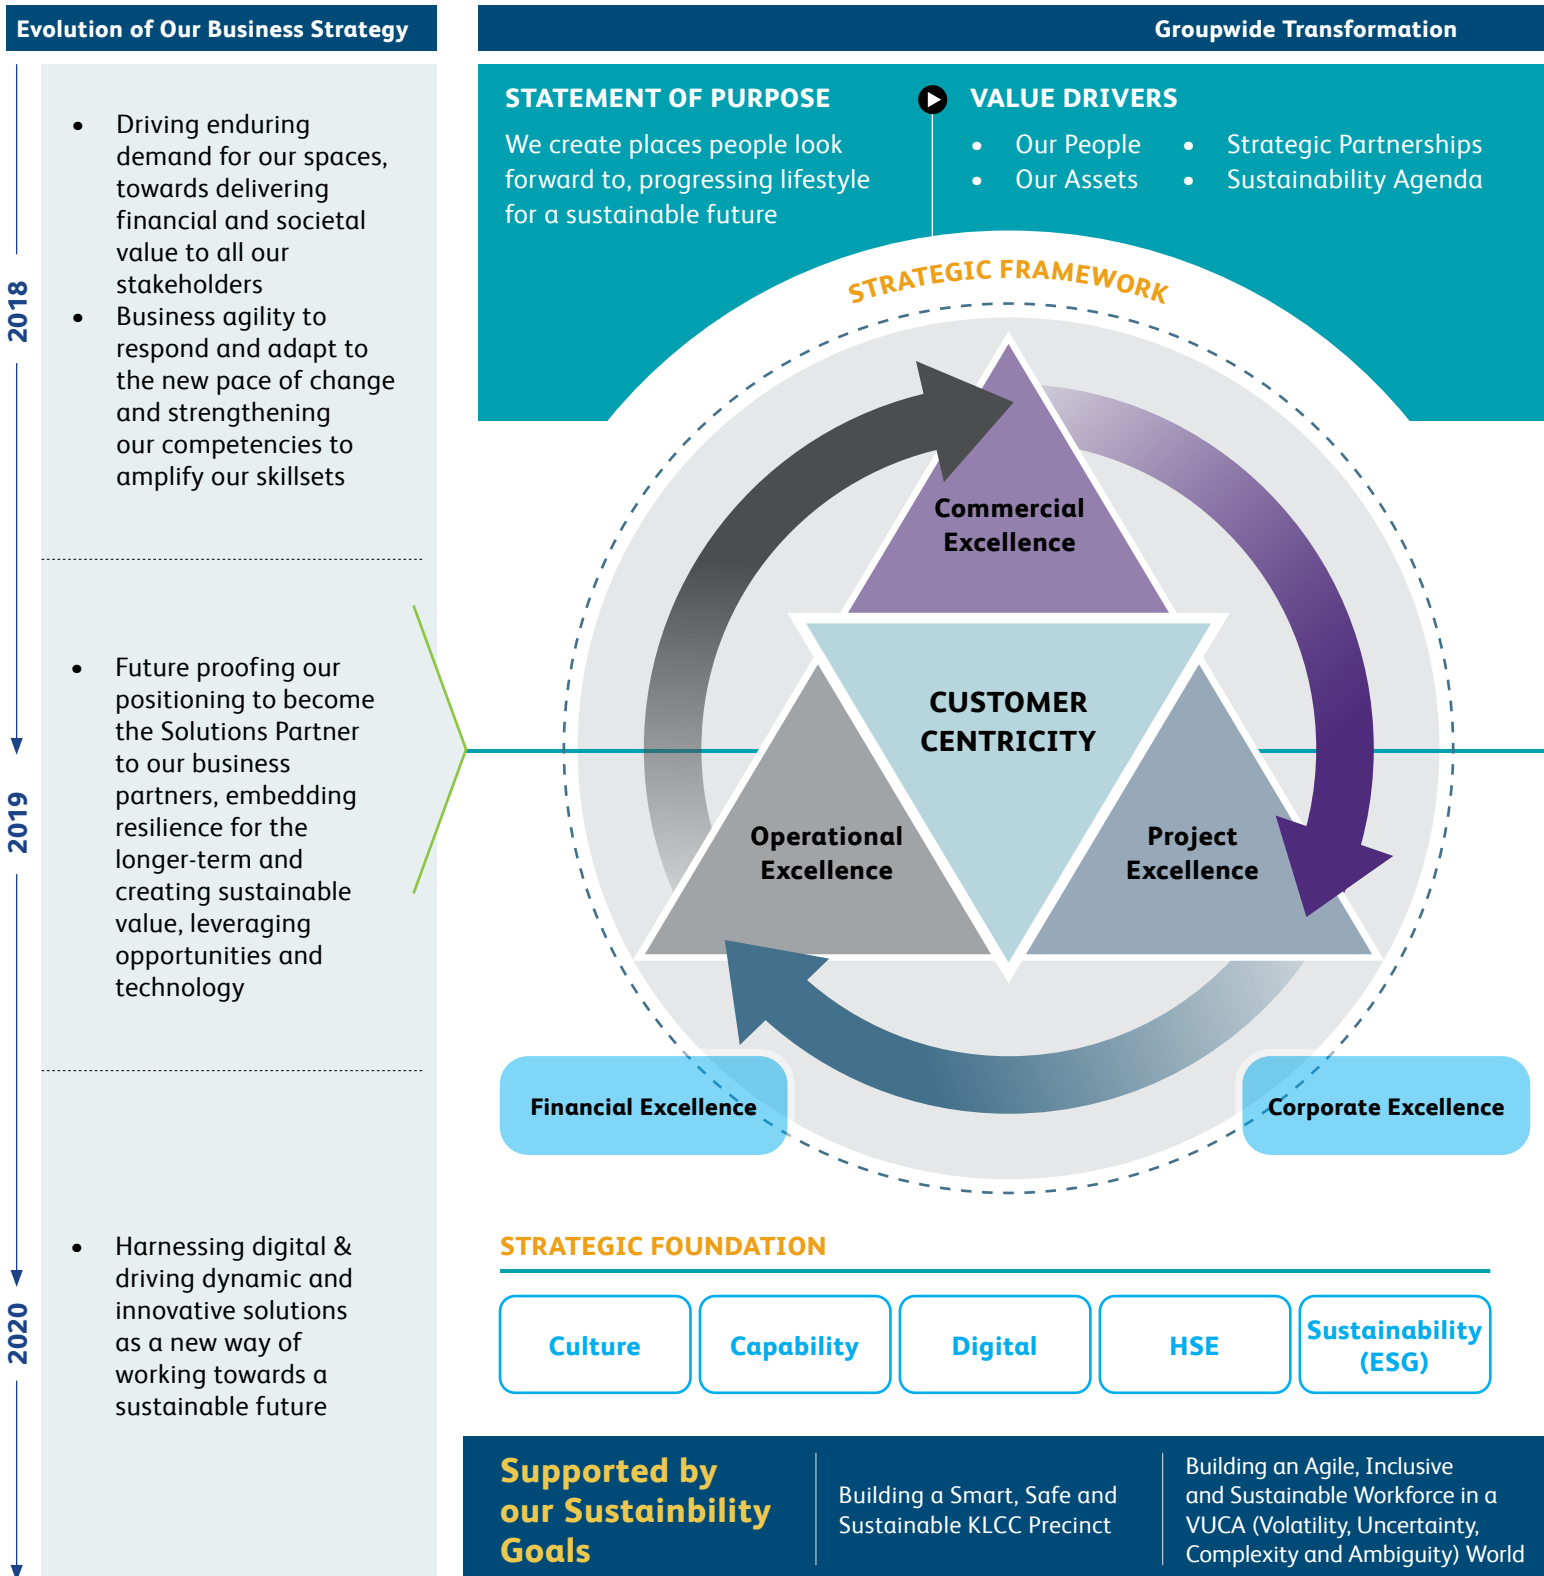 Evolution of Our Business Strategy
Groupwide Transformation
2018
• Driving enduring
demand for our spaces,
towards delivering
financial and societal
value to all our
stakeholders
• Business agility to
respond and adapt to
the new pace of change
and strengthening
our competencies to
amplify our skillsets
2019
• Future proofing our
positioning to become
the Solutions Partner
to our business
partners, embedding
resilience for the
longer-term and
creating sustainable
value, leveraging
opportunities and
technology
2020
• Harnessing digital &
driving dynamic and
innovative solutions
as a new way of
working towards a
sustainable future
STATEMENT OF PURPOSE
We create places people look
forward to, progressing lifestyle
for a sustainable future
VALUE DRIVERS
• Our People
• Our Assets
• Strategic Partnerships
• Sustainability Agenda
STRATEGIC FRAMEWORK
Commercial
Excellence
CUSTOMER
CENTRICITY
Operational
Excellence
Project
Excellence
Financial Excellence
Corporate Excellence
STRATEGIC FOUNDATION
Culture
Capability
Digital
HSE
Sustainability
(ESG)
Supported by
our Sustainbility
Goals
Building a Smart, Safe and
Sustainable KLCC Precinct
Building an Agile, Inclusive
and Sustainable Workforce in a
VUCA (Volatility, Uncertainty,
Complexity and Ambiguity) World